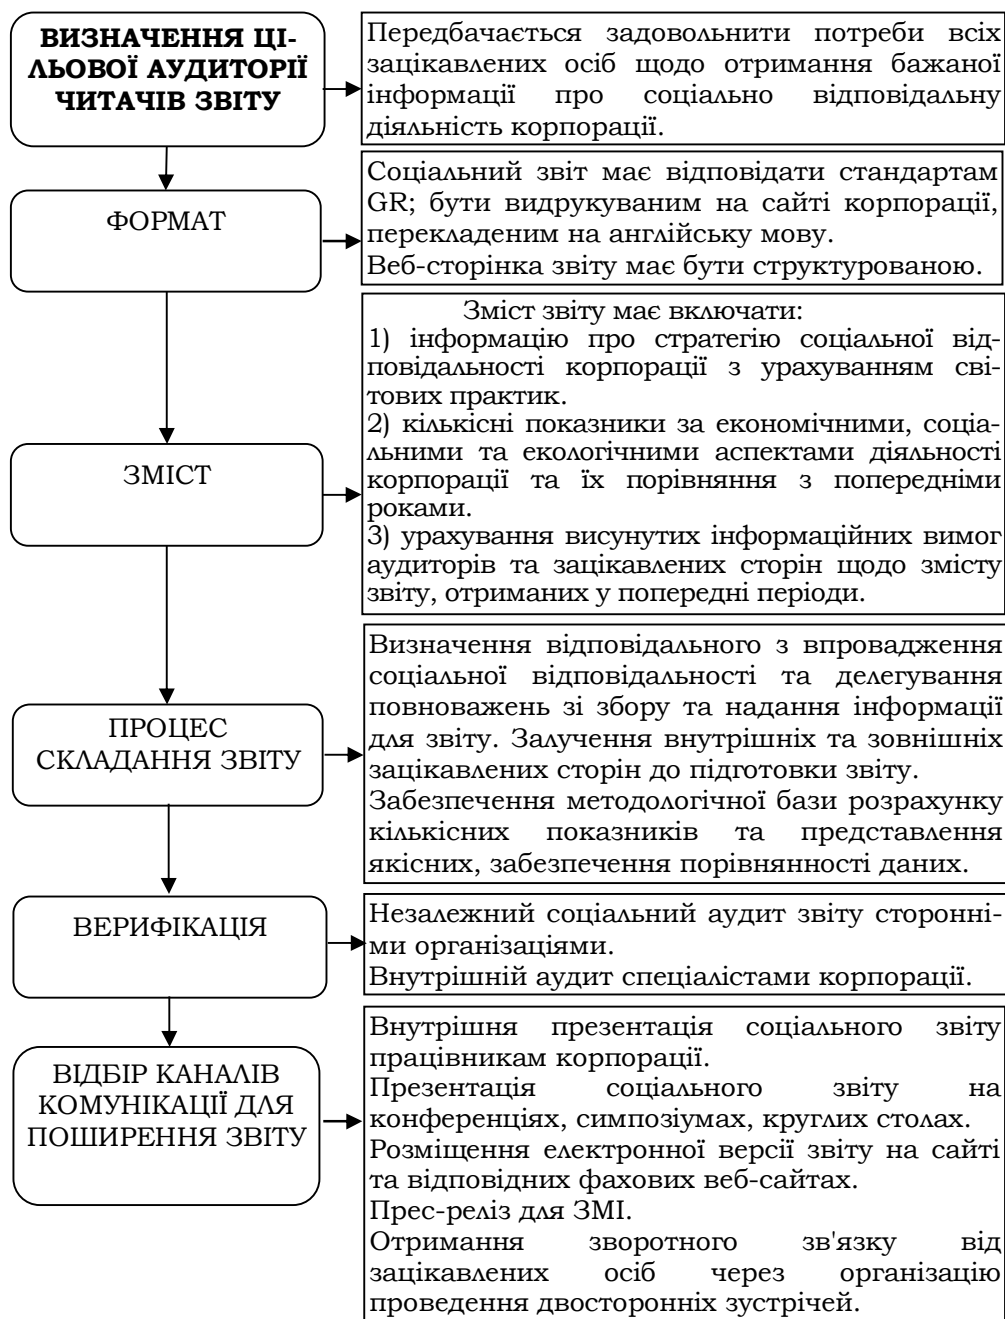 ВИЗНАЧЕННЯ ЦІ-
ЛЬОВОЇ АУДИТОРІЇ
ЧИТАЧІВ ЗВІТУ
Передбачається задовольнити потреби всіх
зацікавлених осіб щодо отримання бажаної
інформації про соціально відповідальну
діяльність корпорації.
ФОРМАТ
Соціальний звіт має відповідати стандартам
GR; бути видрукуваним на сайті корпорації,
перекладеним на англійську мову.
Веб-сторінка звіту має бути структурованою.
ЗМІСТ
Зміст звіту має включати:
1) інформацію про стратегію соціальної від-
повідальності корпорації з урахуванням сві-
тових практик.
2) кількісні показники за економічними, соціа-
льними та екологічними аспектами діяльності
корпорації та їх порівняння з попередніми
роками.
3) урахування висунутих інформаційних вимог
аудиторів та зацікавлених сторін щодо змісту
звіту, отриманих у попередні періоди.
ПРОЦЕС
СКЛАДАННЯ ЗВІТУ
Визначення відповідального з впровадження
соціальної відповідальності та делегування
повноважень зі збору та надання інформації
для звіту. Залучення внутрішніх та зовнішніх
зацікавлених сторін до підготовки звіту.
Забезпечення методологічної бази розрахунку
кількісних показників та представлення
якісних, забезпечення порівнянності даних.
ВЕРИФІКАЦІЯ
Незалежний соціальний аудит звіту сторонні-
ми організаціями.
Внутрішній аудит спеціалістами корпорації.
ВІДБІР КАНАЛІВ
КОМУНІКАЦІЇ ДЛЯ
ПОШИРЕННЯ ЗВІТУ
Внутрішня презентація соціального звіту
працівникам корпорації.
Презентація соціального звіту на
конференціях, симпозіумах, круглих столах.
Розміщення електронної версії звіту на сайті
та відповідних фахових веб-сайтах.
Прес-реліз для ЗМІ.
Отримання зворотного зв'язку від
зацікавлених осіб через організацію
проведення двосторонніх зустрічей.